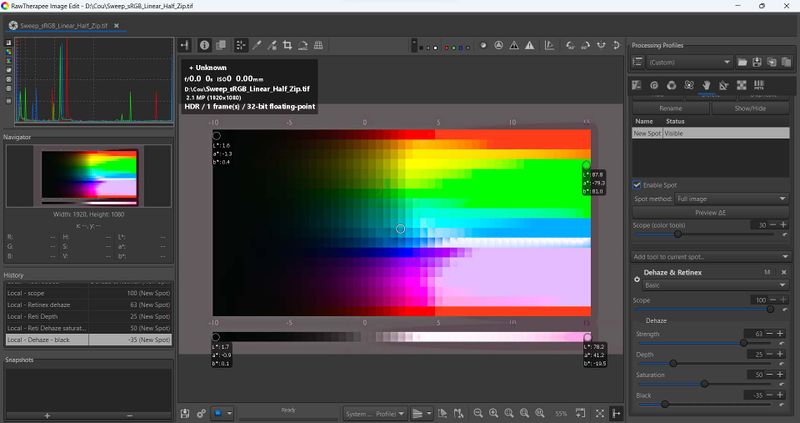 RawTherapee Image Edit - D:\Cou\Sweep_sRGB_Linear_Half_Zip.tif
Sweep_sRGB_Linear_Half_Zip.tif
Processing Profiles
(Custom)
+ Unknown
f/0.0 0s ISO0 0.00mm
D:\Cou\Sweep_sRGB_Linear_Half_Zip.tif
2.1 MP (1920x1080)
HDR / 1 frame(s) / 32-bit floating-point
Rename
Show/Hide
Name Status
New Spot Visible
Navigator
Width: 1920, Height: 1080
x: --, y: --
R: -- H: -- L*: --
G: -- S: -- a*: --
B: -- V: -- b*: --
-10 -5 0 5 10 15
L*: 1.6
a*: -1.3
b*: 0.4
L*: 87.8
a*: -79.3
b*: 81.0
Enable Spot
Spot method: Full image
Preview ΔE
Scope (color tools) 30
Add tool to current spot...
History
Local - scope 100 (New Spot)
Local - Retinex dehaze 63 (New Spot)
Local - Reti Depth 25 (New Spot)
Local - Reti Dehaze saturat... 50 (New Spot)
Local - Dehaze - black -35 (New Spot)
Dehaze & Retinex
Basic
Scope 100
Dehaze
Strength 63
Depth 25
Saturation 50
Black -35
-10 -5 0 5 10 15
L*: 1.7
a*: -0.9
b*: 0.1
L*: 78.2
a*: 41.2
b*: -19.5
Snapshots
Ready
System ... Profile)
55%